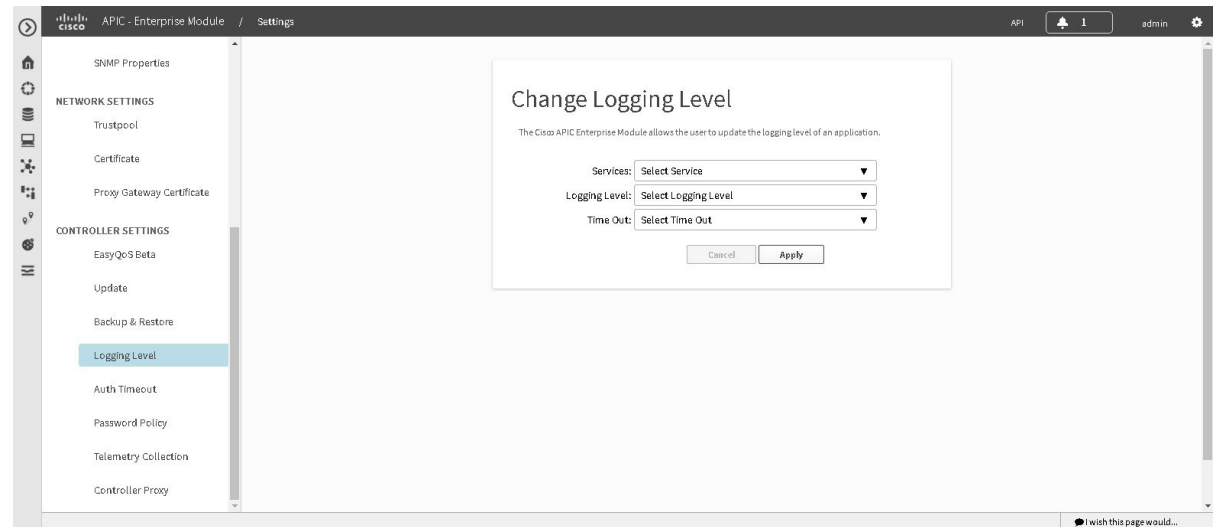 CISCO APIC - Enterprise Module / Settings
API 1 admin
SNMP Properties
NETWORK SETTINGS
Trustpool
Certificate
Proxy Gateway Certificate
CONTROLLER SETTINGS
EasyQoS Beta
Update
Backup & Restore
Logging Level
Auth Timeout
Password Policy
Telemetry Collection
Controller Proxy
Change Logging Level
The Cisco APIC Enterprise Module allows the user to update the logging level of an application.
Services: Select Service
Logging Level: Select Logging Level
Time Out: Select Time Out
Cancel Apply
I wish this page would...